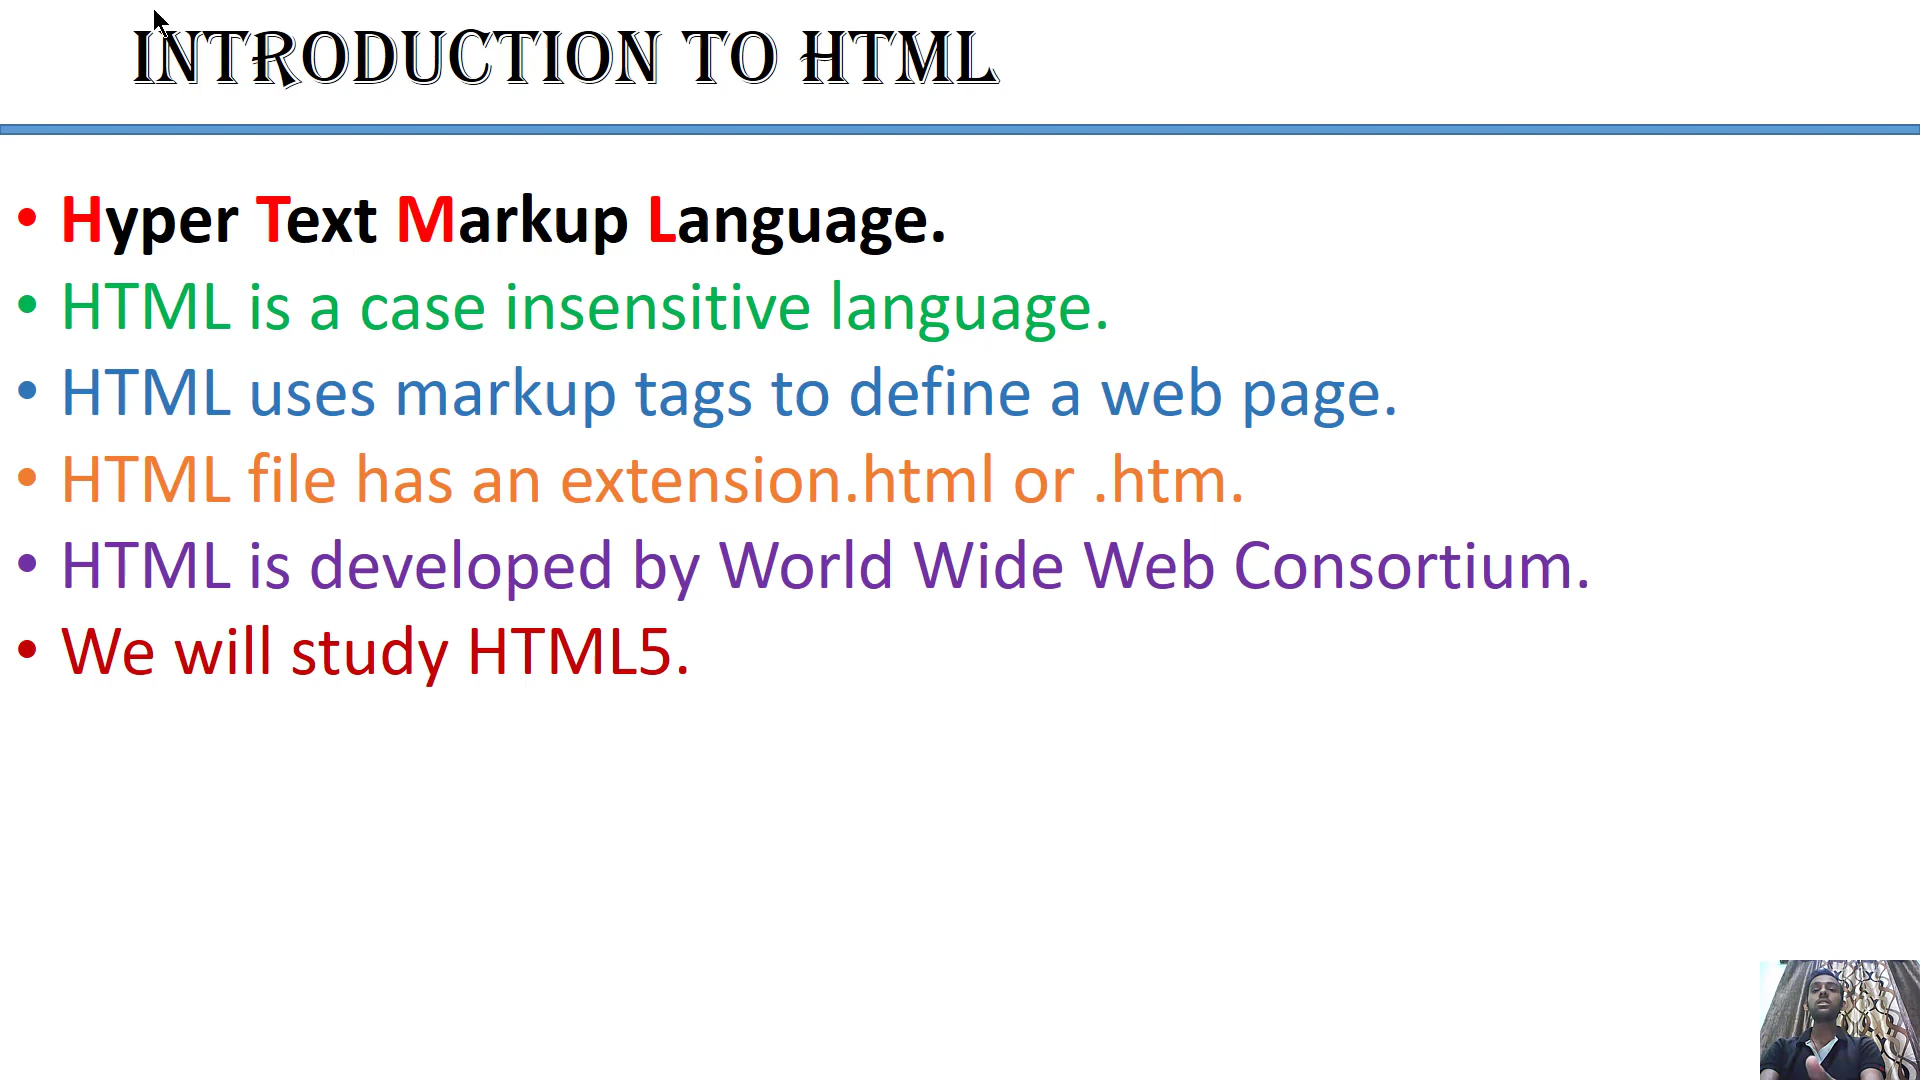 INTRODUCTION TO HTML
• Hyper Text Markup Language.
• HTML is a case insensitive language.
• HTML uses markup tags to define a web page.
• HTML file has an extension.html or .htm.
• HTML is developed by World Wide Web Consortium.
• We will study HTML5.